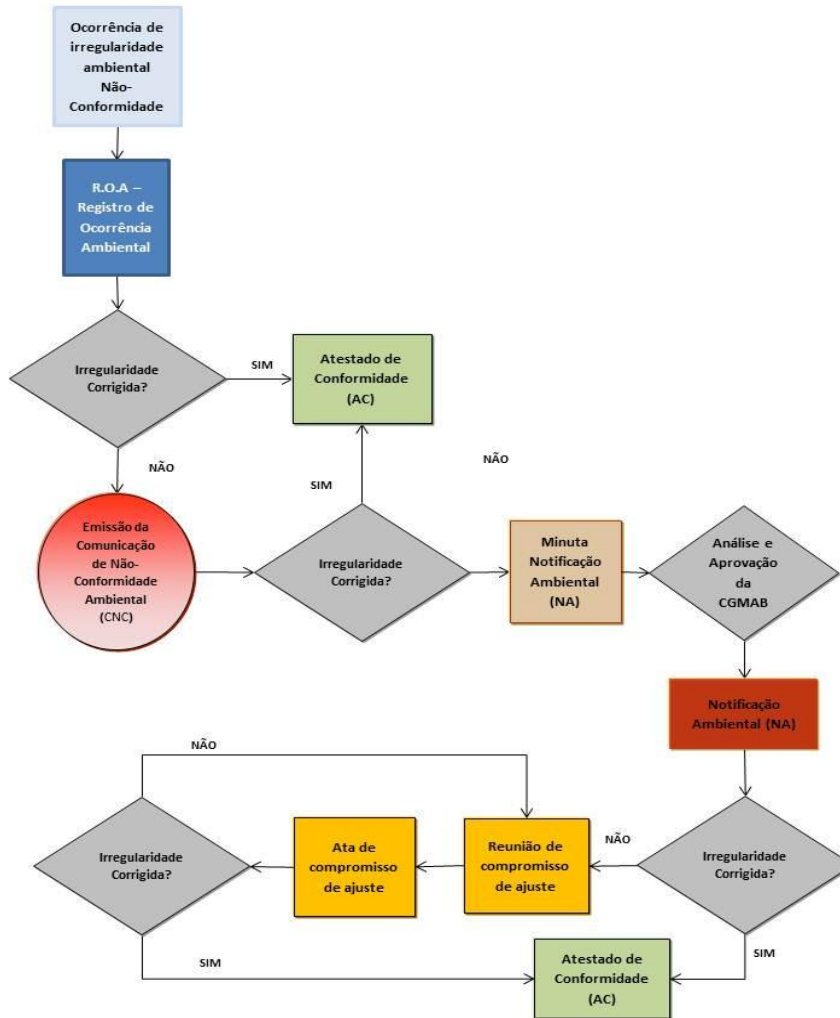 Ocorrência de
irregularidade
ambiental
Não-
Conformidade
R.O.A –
Registro de
Ocorrência
Ambiental
Irregularidade
Corrigida?
SIM
Atestado de
Conformidade
(AC)
NÃO
SIM
NÃO
Emissão da
Comunicação
de Não-
Conformidade
Ambiental
(CNC)
Irregularidade
Corrigida?
Minuta
Notificação
Ambiental
(NA)
Análise e
Aprovação
da
CGMAB
Notificação
Ambiental (NA)
NÃO
Irregularidade
Corrigida?
Ata de
compromisso
de ajuste
Reunião de
compromisso
de ajuste
NÃO
Irregularidade
Corrigida?
SIM
Atestado de
Conformidade
(AC)
SIM